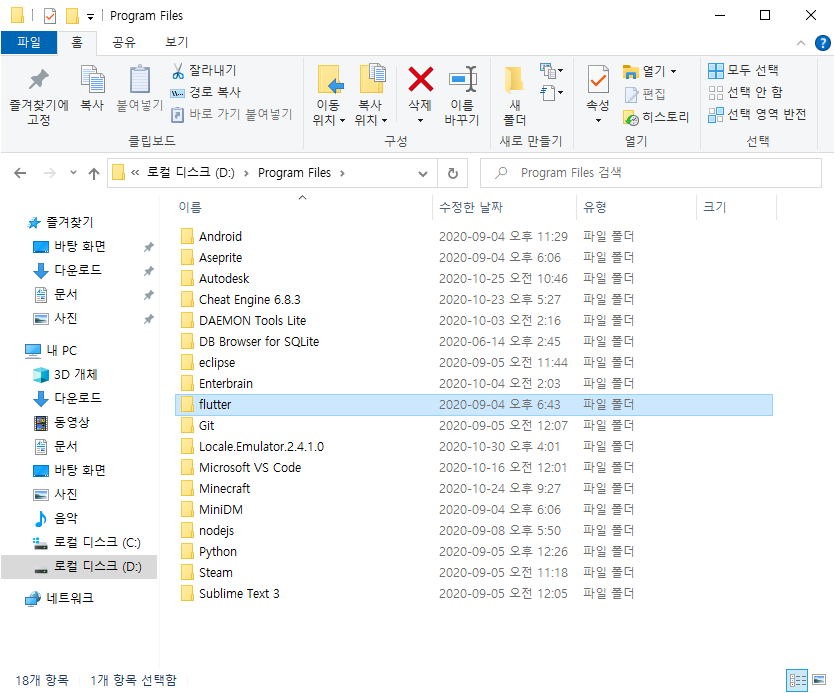 Program Files
파일 홈 공유 보기
즐겨찾기에 고정
복사
붙여넣기
잘라내기
경로 복사
바로 가기 붙여넣기
클립보드
이동 위치
복사 위치
삭제
이름 바꾸기
구성
새 폴더
새로 만들기
속성
열기
편집
히스토리
열기
모두 선택
선택 안 함
선택 영역 반전
선택
« 로컬 디스크 (D:) › Program Files ›
Program Files 검색
즐겨찾기
바탕 화면
다운로드
문서
사진
내 PC
3D 개체
다운로드
동영상
문서
바탕 화면
사진
음악
로컬 디스크 (C:)
로컬 디스크 (D:)
네트워크
이름 수정한 날짜 유형 크기
Android 2020-09-04 오후 11:29 파일 폴더
Aseprite 2020-09-04 오후 6:06 파일 폴더
Autodesk 2020-10-25 오전 10:46 파일 폴더
Cheat Engine 6.8.3 2020-10-23 오후 5:27 파일 폴더
DAEMON Tools Lite 2020-10-03 오전 2:16 파일 폴더
DB Browser for SQLite 2020-06-14 오후 2:45 파일 폴더
eclipse 2020-09-05 오전 11:44 파일 폴더
Enterbrain 2020-10-04 오전 2:03 파일 폴더
flutter 2020-09-04 오후 6:43 파일 폴더
Git 2020-09-05 오전 12:07 파일 폴더
Locale.Emulator.2.4.1.0 2020-10-30 오후 4:01 파일 폴더
Microsoft VS Code 2020-10-16 오전 12:01 파일 폴더
Minecraft 2020-10-24 오후 9:27 파일 폴더
MiniDM 2020-09-04 오후 6:06 파일 폴더
nodejs 2020-09-08 오후 5:50 파일 폴더
Python 2020-09-05 오후 12:26 파일 폴더
Steam 2020-09-05 오전 11:18 파일 폴더
Sublime Text 3 2020-09-05 오전 12:05 파일 폴더
18개 항목 1개 항목 선택함